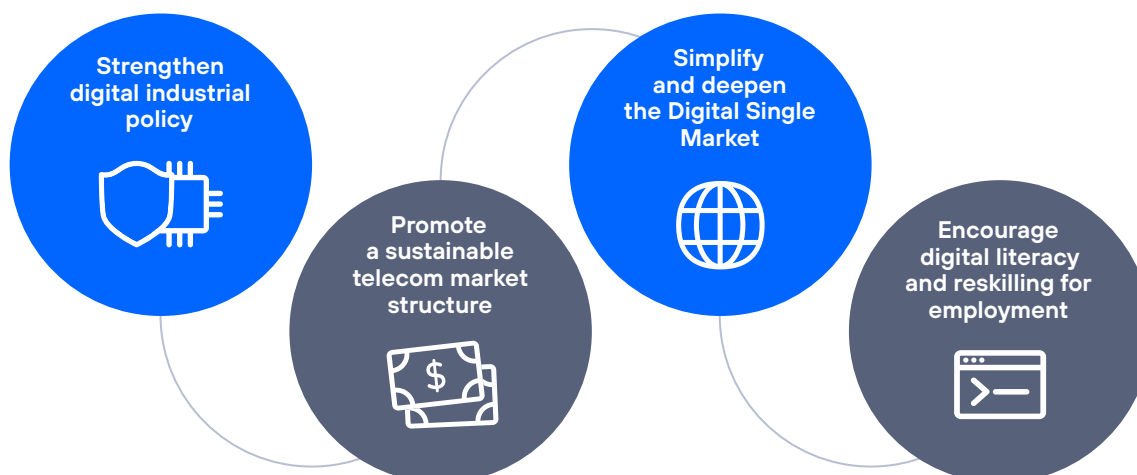 Strengthen
digital industrial
policy
Promote
a sustainable
telecom market
structure
$
Simplify
and deepen
the Digital Single
Market
Encourage
digital literacy
and reskilling for
employment